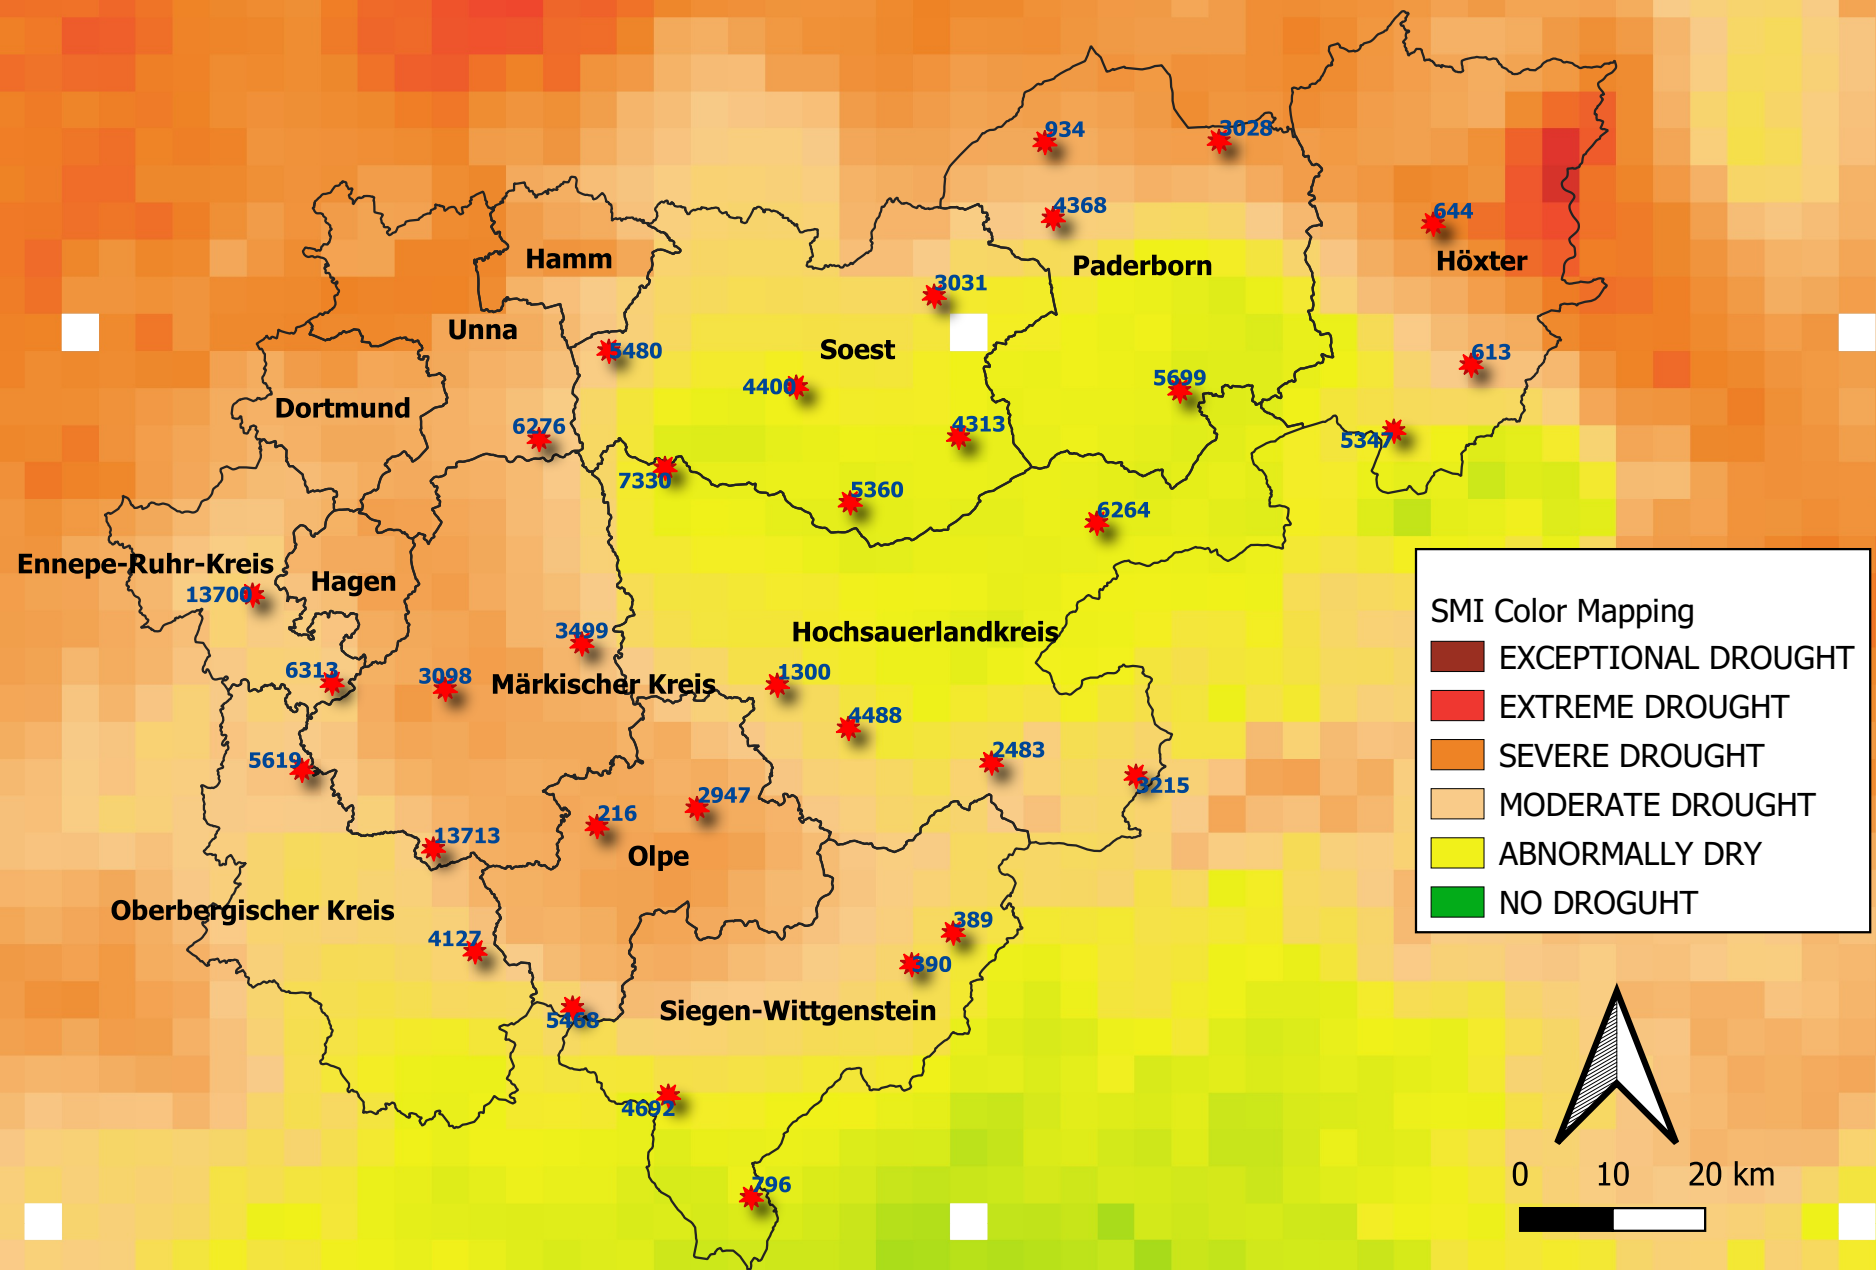 934
3028
4368
644
Hamm
Paderborn
Höxter
3031
Unna
5480
Soest
613
4400
5699
Dortmund
6276
4313
5347
7330
5360
6264
Ennepe-Ruhr-Kreis
Hagen
13700
SMI Color Mapping
EXCEPTIONAL DROUGHT
EXTREME DROUGHT
SEVERE DROUGHT
MODERATE DROUGHT
ABNORMALLY DRY
NO DROGUHT
3499
Hochsauerlandkreis
6313
3098
Märkischer Kreis
1300
4488
5619
2483
3215
216
2947
13713
Olpe
Oberbergischer Kreis
4127
389
390
5468
Siegen-Wittgenstein
4692
796
0 10 20 km